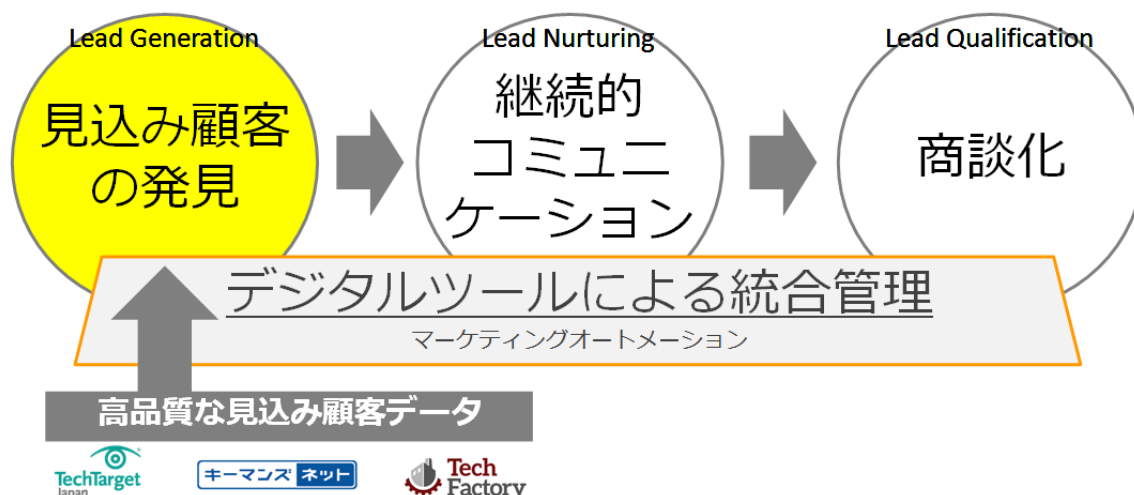 Lead Generation
見込み顧客
の発見
Lead Nurturing
継続的
コミュニ
ケーション
Lead Qualification
商談化
デジタルツールによる統合管理
マーケティングオートメーション
高品質な見込み顧客データ
TechTarget
Japan
キーマンズネット
Tech
Factory